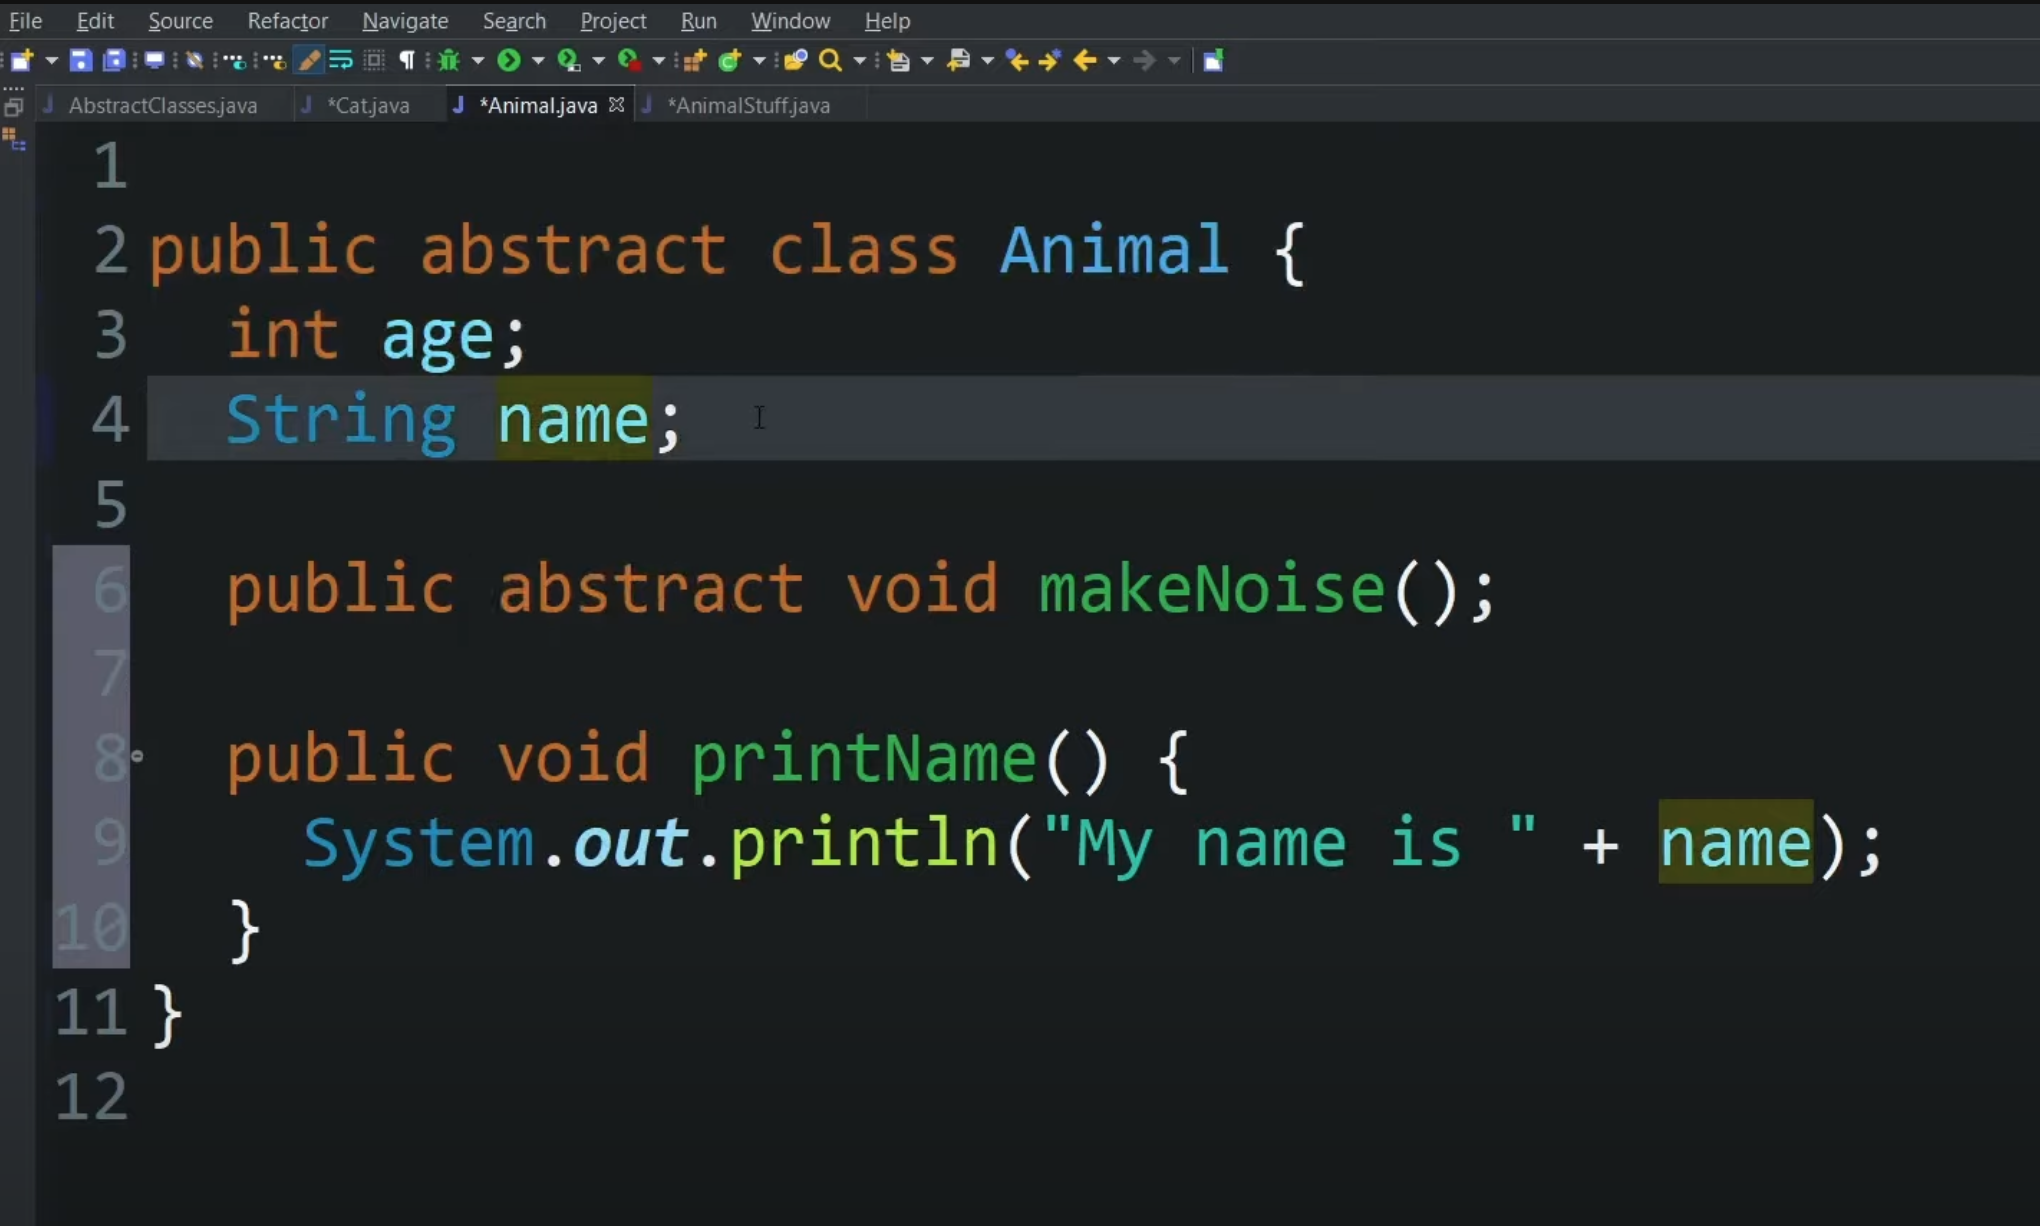 File Edit Source Refactor Navigate Search Project Run Window Help
AbstractClasses.java *Cat.java *Animal.java *AnimalStuff.java
1
2 public abstract class Animal {
3 int age;
4 String name;
5
6 public abstract void makeNoise();
7
8 public void printName() {
9 System.out.println("My name is " + name);
10 }
11 }
12